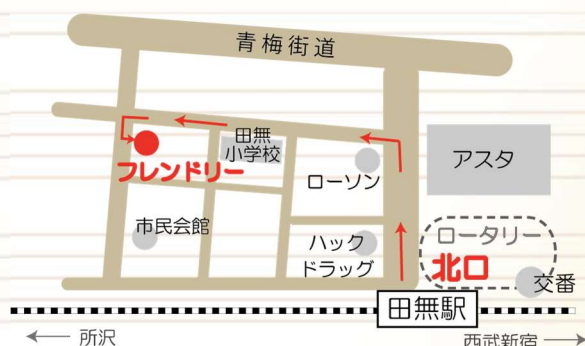 青梅街道
田無
小学校
アスタ
フレンドリー
ローソン
市民会館
ハック
ドラッグ
ロータリー
北口
交番
田無駅
← 所沢
西武新宿 →